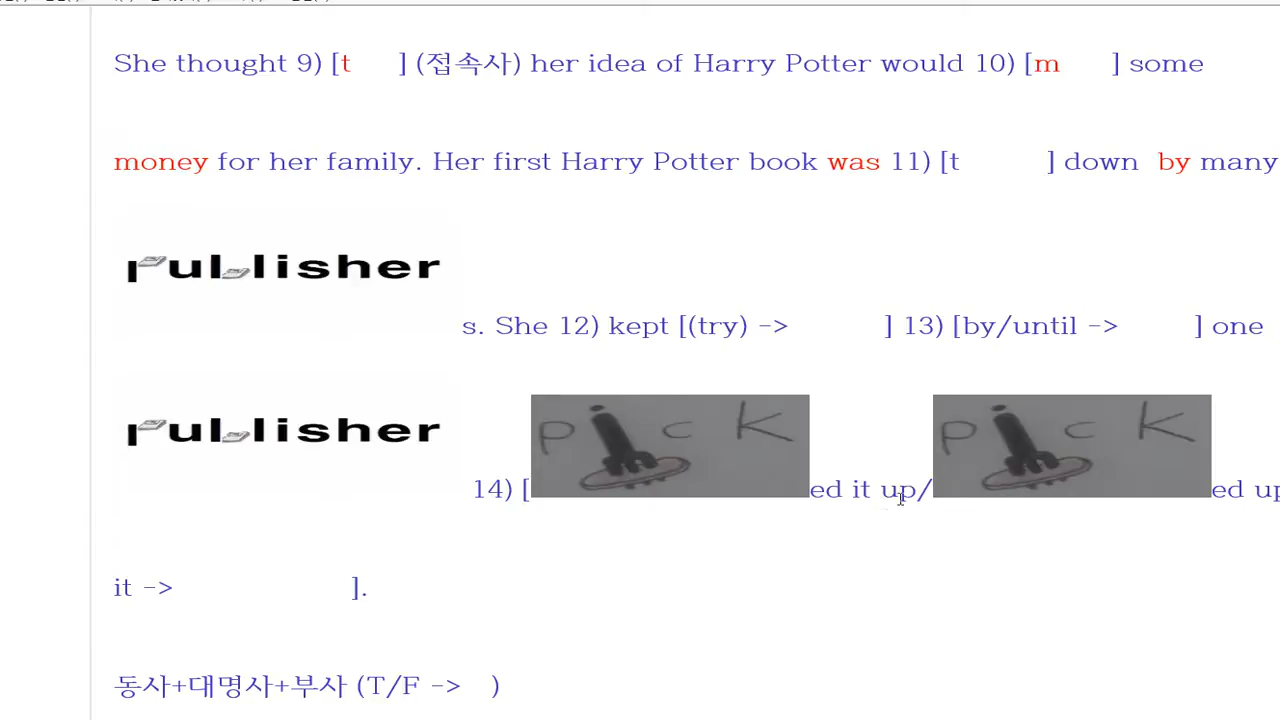 She thought 9) [t ] (접속사) her idea of Harry Potter would 10) [m ] some
money for her family. Her first Harry Potter book was 11) [t ] down by many
publisher
s. She 12) kept [(try) -> ] 13) [by/until -> ] one
publisher 14) [pick ed it up/pick ed up
it -> ].
동사+대명사+부사 (T/F -> )